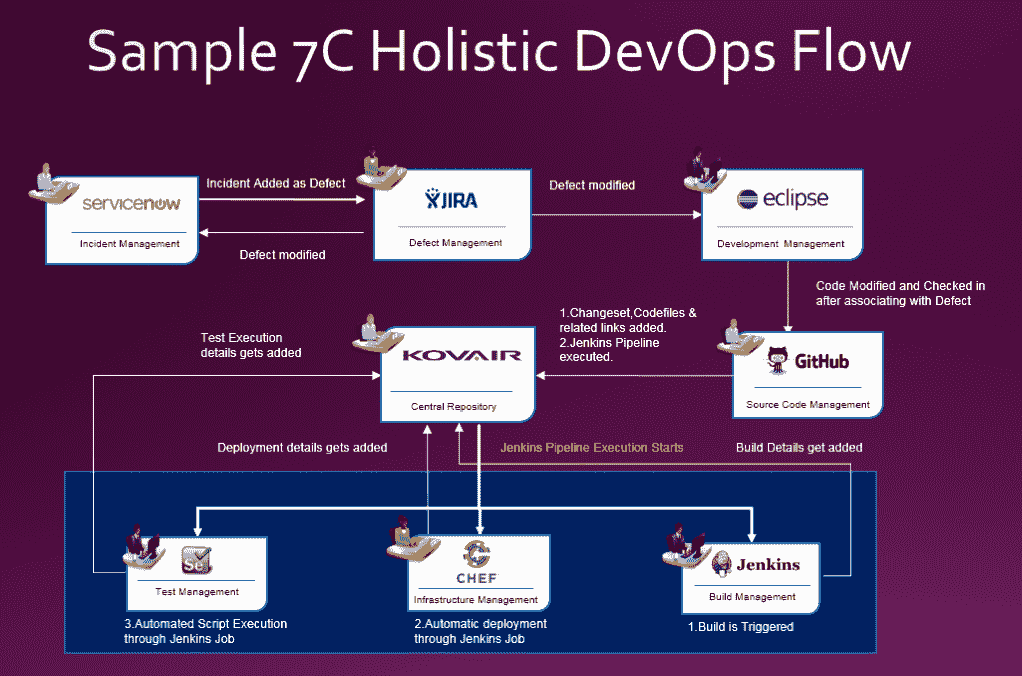 Sample 7C Holistic DevOps Flow
servicenow
Incident Management
Incident Added as Defect
Defect modified
JIRA
Defect Management
Defect modified
eclipse
Development Management
Code Modified and Checked in
after associating with Defect
Test Execution
details gets added
KOVAIR
Central Repository
1.Changeset,Codefiles &
related links added.
2.Jenkins Pipeline
executed.
GitHub
Source Code Management
Deployment details gets added
Jenkins Pipeline Execution Starts
Build Details get added
Se
Test Management
3.Automated Script Execution
through Jenkins Job
CHEF
Infrastructure Management
2.Automatic deployment
through Jenkins Job
Jenkins
Build Management
1.Build is Triggered